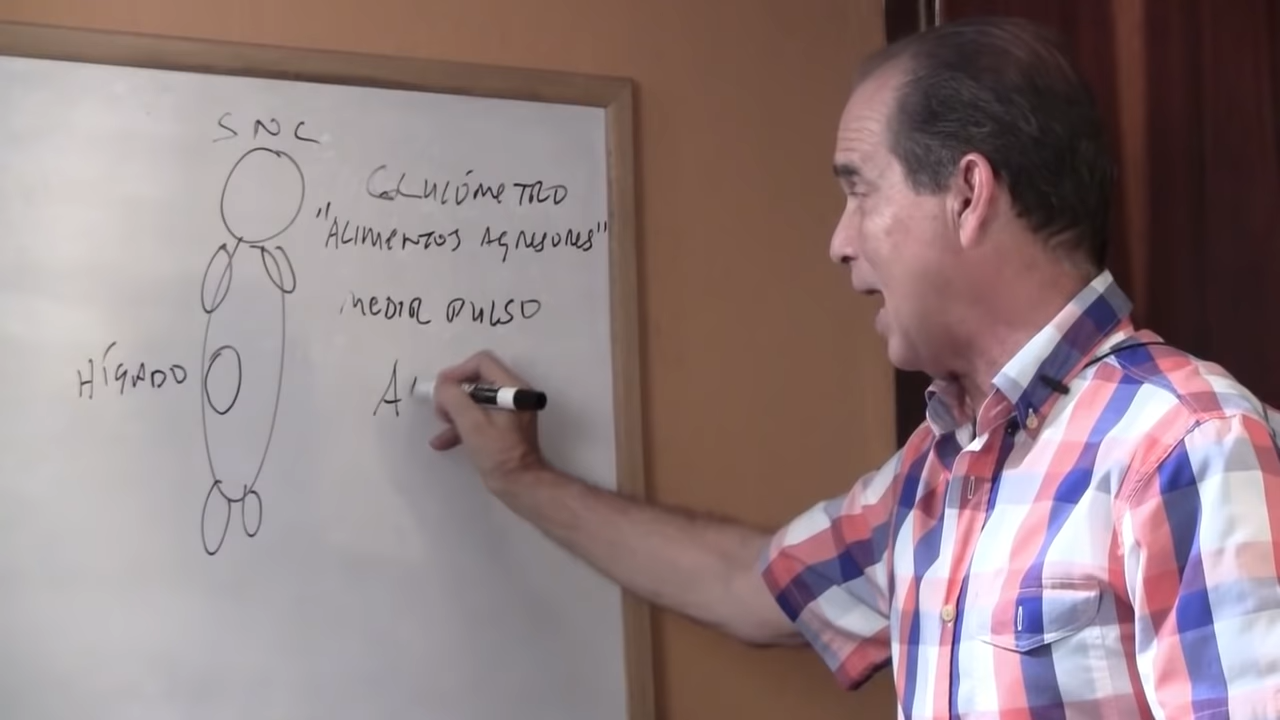 SNC
GLUCÓMETRO
"ALIMENTOS AGRESORES"
MEDIR PULSO
HÍGADO